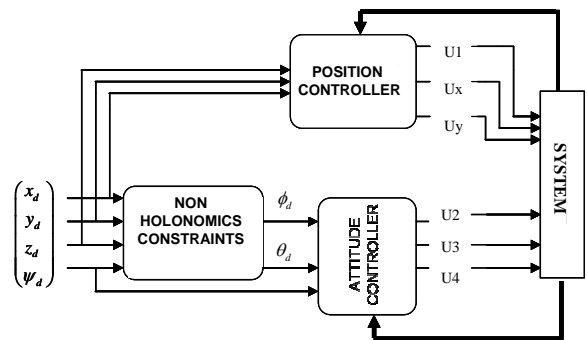 U1
POSITION
CONTROLLER
Ux
Uy
SYSTEM
x_d
y_d
z_d
ψ_d
NON
HOLONOMICS
CONSTRAINTS
ϕ_d
θ_d
ATTITUDE
CONTROLLER
U2
U3
U4